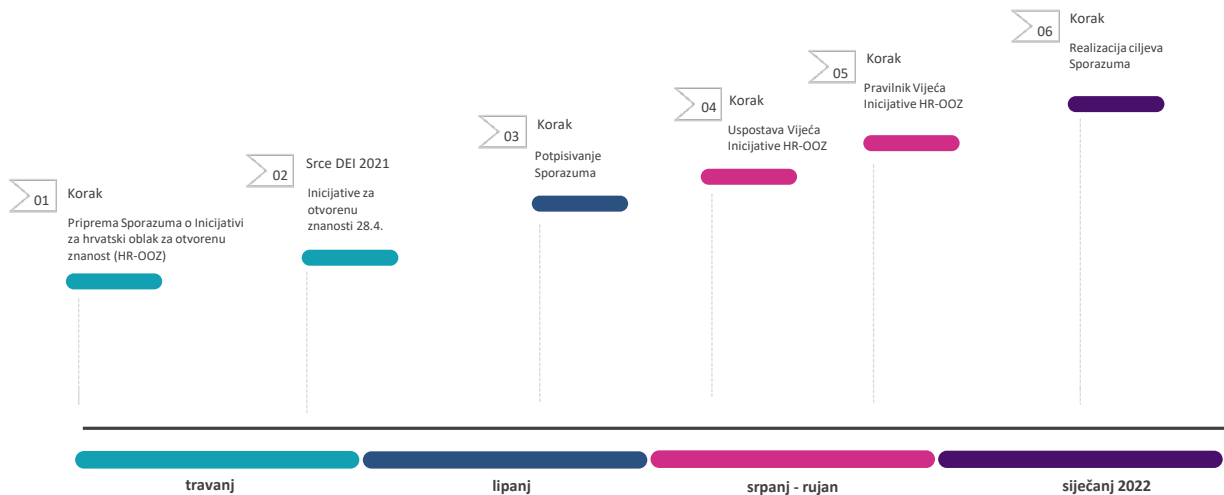 01
Korak
Priprema Sporazuma o Inicijativi
za hrvatski oblak za otvorenu
znanost (HR-OOZ)
02
Srce DEI 2021
Inicijative za
otvorenu
znanosti 28.4.
03
Korak
Potpisivanje
Sporazuma
04
Korak
Uspostava Vijeća
Inicijative HR-OOZ
05
Korak
Pravilnik Vijeća
Inicijative HR-OOZ
06
Korak
Realizacija ciljeva
Sporazuma
travanj
lipanj
srpanj - rujan
siječanj 2022